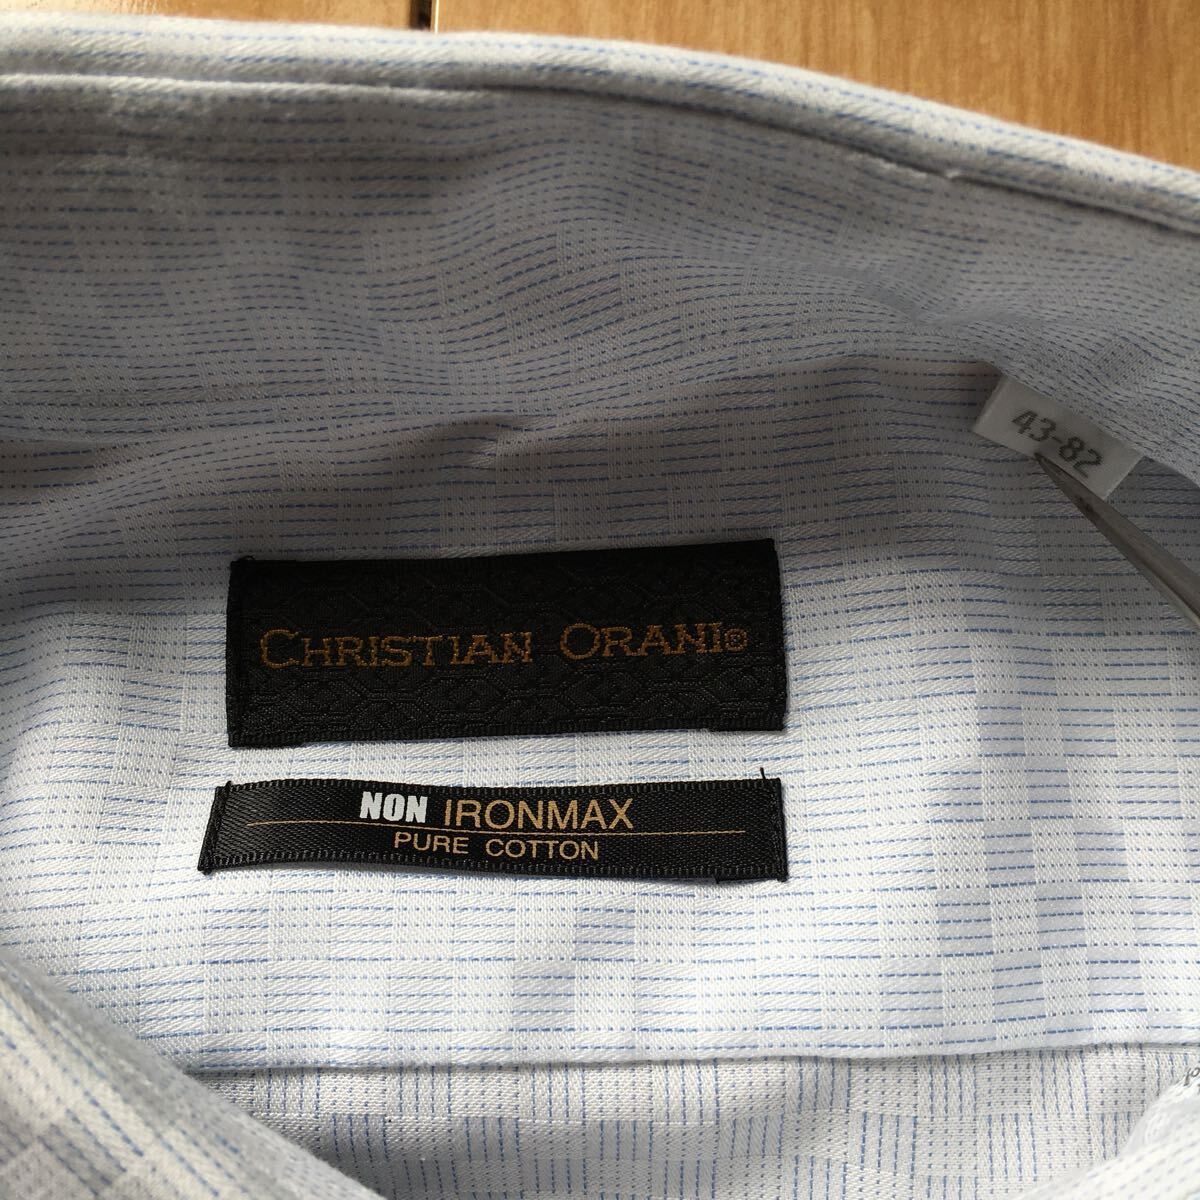 43-82
CHRISTIAN ORANI©
NON IRONMAX
PURE COTTON